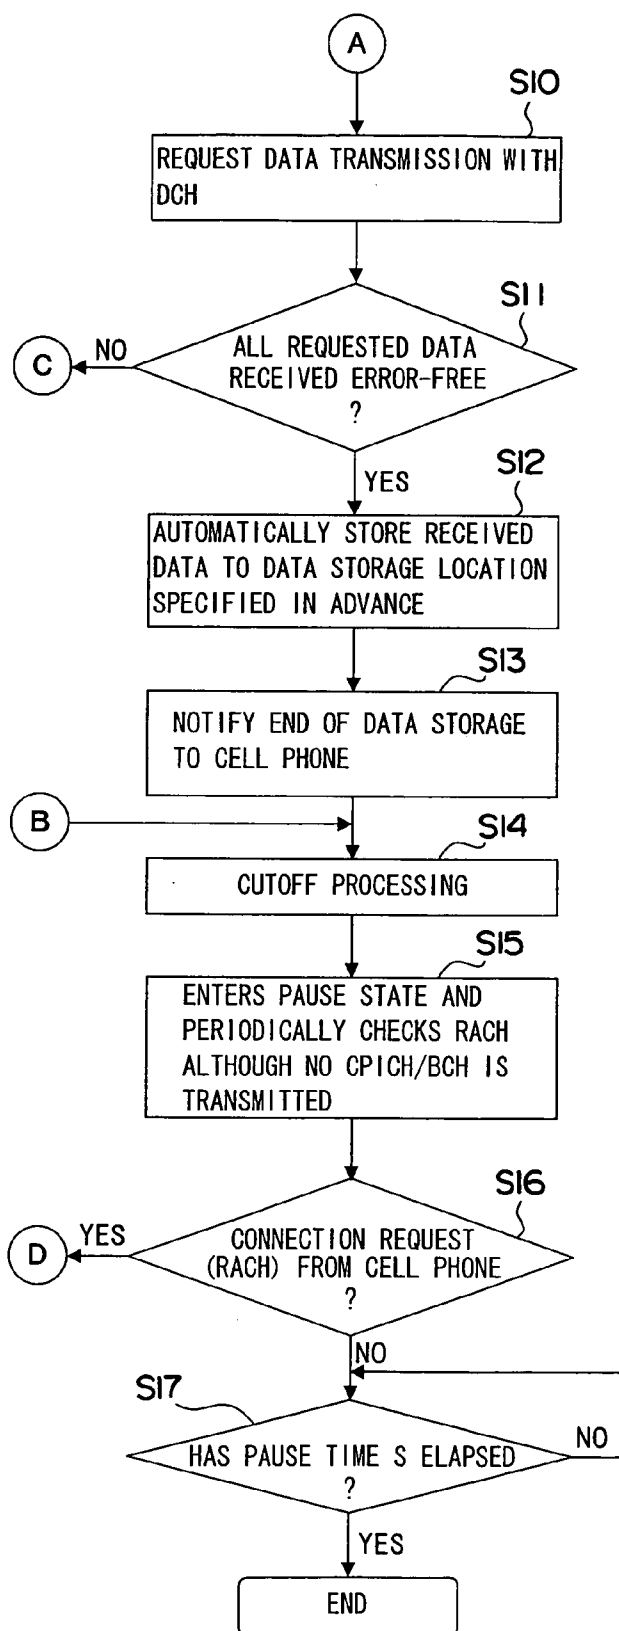 A
S10
REQUEST DATA TRANSMISSION WITH
DCH
S11
ALL REQUESTED DATA
RECEIVED ERROR-FREE
?
NO
C
YES
S12
AUTOMATICALLY STORE RECEIVED
DATA TO DATA STORAGE LOCATION
SPECIFIED IN ADVANCE
S13
NOTIFY END OF DATA STORAGE
TO CELL PHONE
B
S14
CUTOFF PROCESSING
S15
ENTERS PAUSE STATE AND
PERIODICALLY CHECKS RACH
ALTHOUGH NO CPICH/BCH IS
TRANSMITTED
S16
CONNECTION REQUEST
(RACH) FROM CELL PHONE
?
YES
D
NO
S17
HAS PAUSE TIME S ELAPSED
?
NO
YES
END